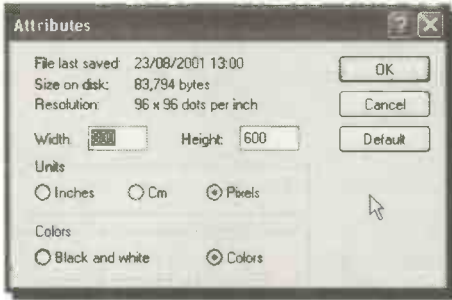 Attributes
File last saved: 23/08/2001 13:00
Size on disk: 83,794 bytes
Resolution: 96 x 96 dots per inch
Width: Height: 600
Units
Inches Cm Pixels
Colors
Black and white Colors
OK
Cancel
Default